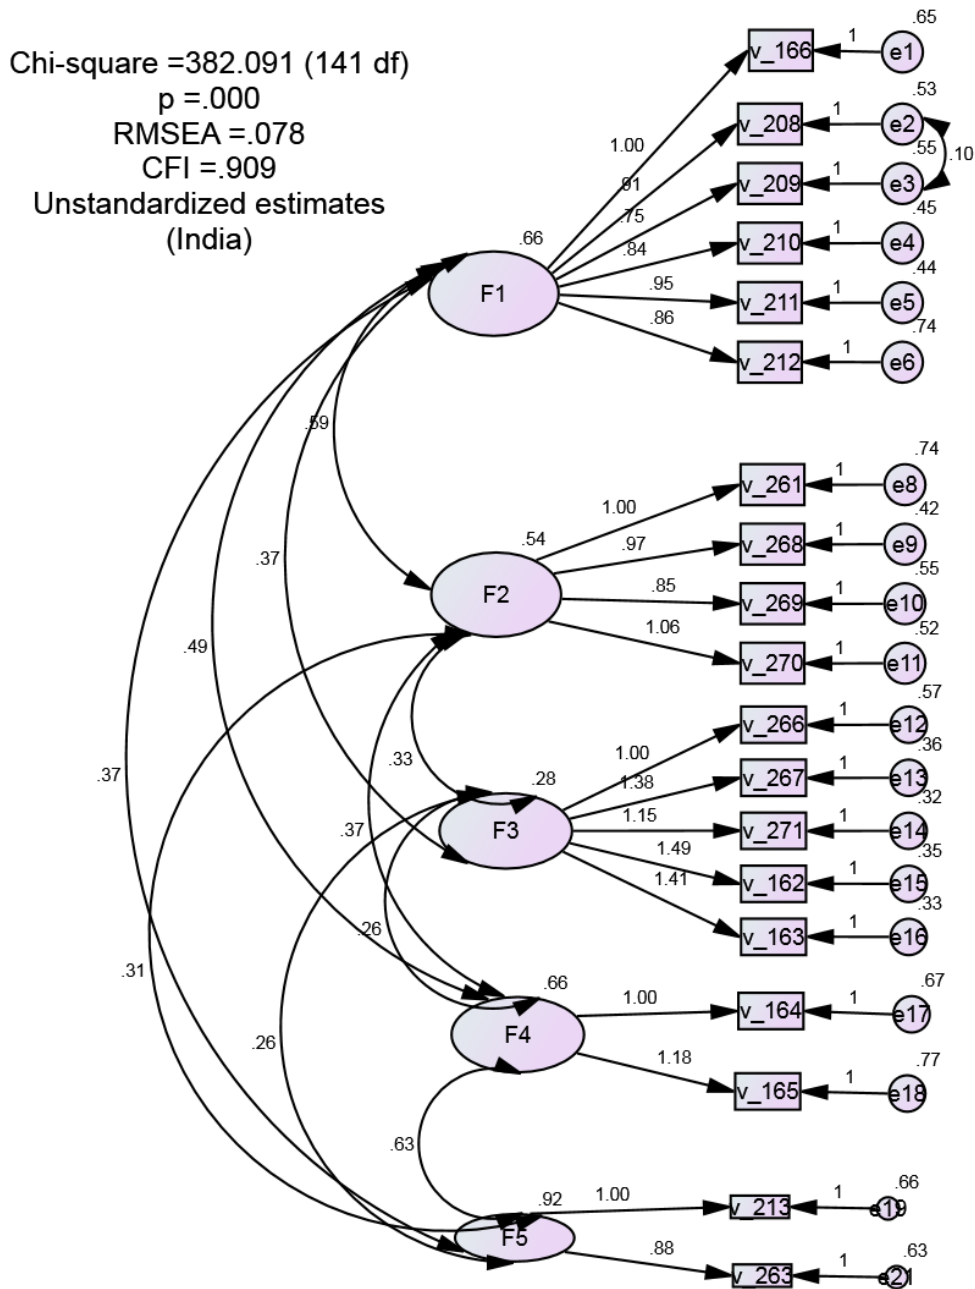 Chi-square =382.091 (141 df)
p =.000
RMSEA =.078
CFI =.909
Unstandardized estimates
(India)
.65
v_166
1
e1
.53
v_208
1
e2
1.00
.55
.10
.91
v_209
1
e3
.75
.45
.66
.84
v_210
1
e4
.44
F1
.95
v_211
1
e5
.86
.74
v_212
1
e6
.59
.74
v_261
1
e8
1.00
.42
.54
.97
v_268
1
e9
.37
.55
F2
.85
v_269
1
e10
1.06
.52
.49
v_270
1
e11
.57
v_266
1
e12
.33
1.00
.36
.37
.28
1.38
v_267
1
e13
.32
F3
1.15
v_271
1
e14
.37
1.49
.35
1.41
v_162
1
e15
.33
.26
v_163
1
e16
.31
.66
.67
1.00
v_164
1
e17
F4
.26
1.18
.77
v_165
1
e18
.63
.66
.92
1.00
v_213
1
e19
F5
.88
.63
v_263
1
e21